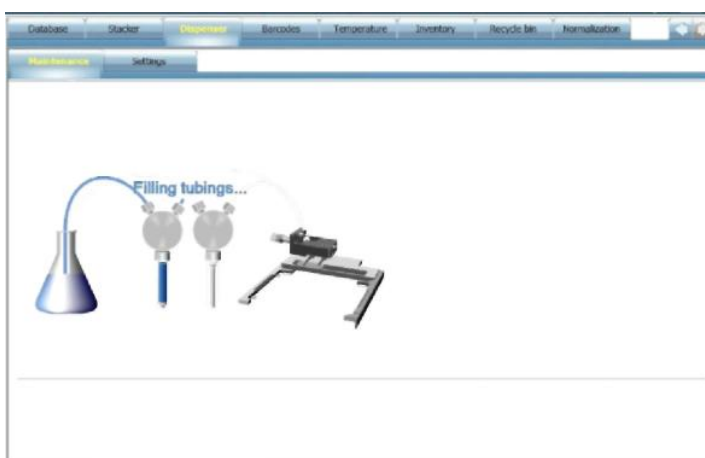 Database Stacker Dispenser Barcodes Temperature Inventory Recycle bin Normalization
Maintenance Settings
Filling tubings...